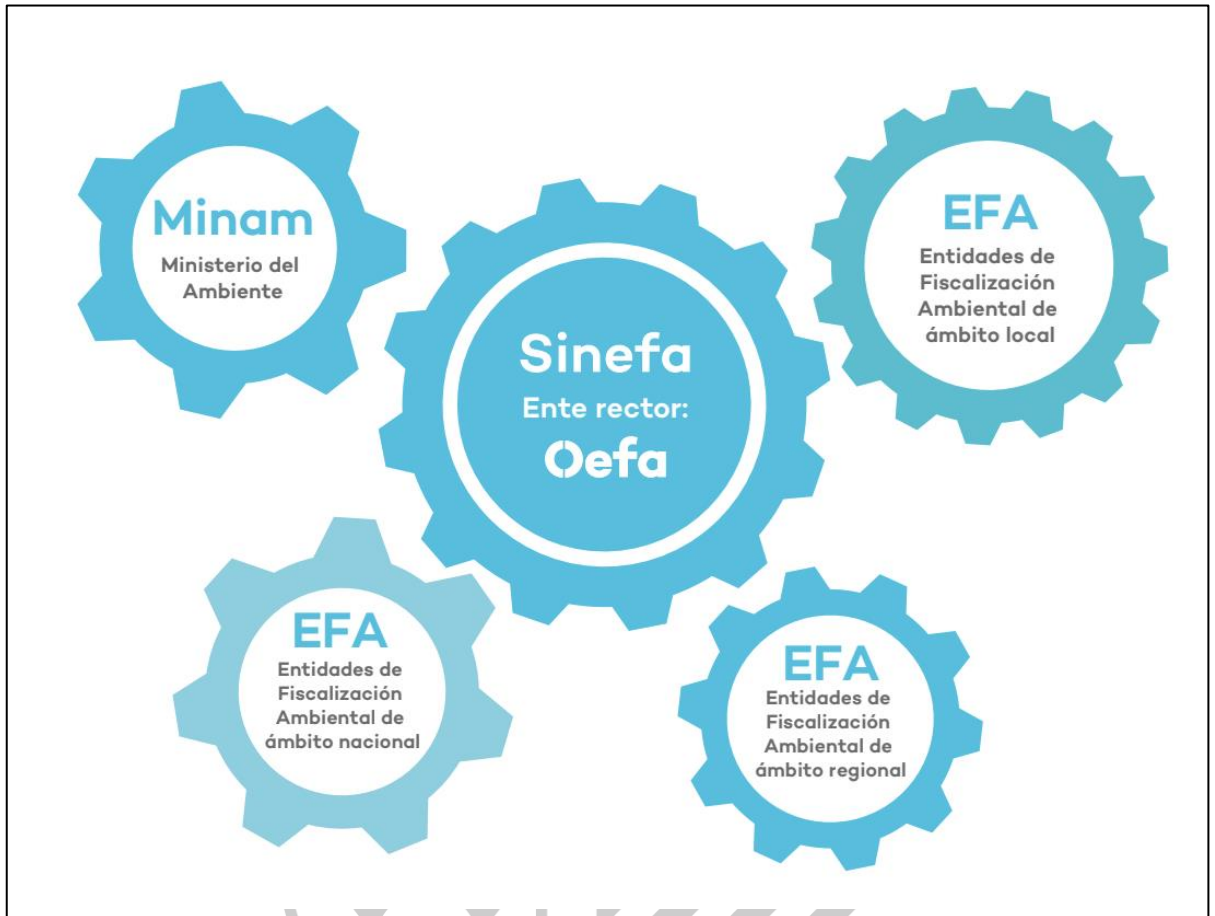 Minam
Ministerio del
Ambiente
EFA
Entidades de
Fiscalización
Ambiental de
ámbito local
Sinefa
Ente rector:
Oefa
EFA
Entidades de
Fiscalización
Ambiental de
ámbito nacional
EFA
Entidades de
Fiscalización
Ambiental de
ámbito regional